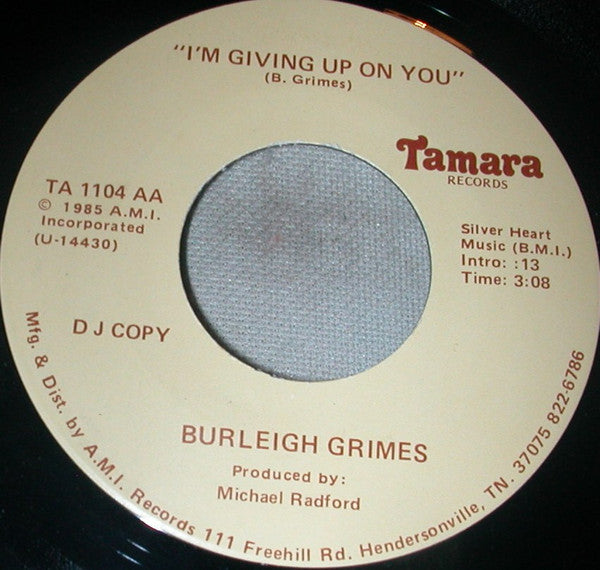 "I'M GIVING UP ON YOU"
(B. Grimes)
Tamara
RECORDS
TA 1104 AA
© 1985 A.M.I.
Incorporated
(U-14430)
Silver Heart
Music (B.M.I.)
Intro: :13
Time: 3:08
D J COPY
BURLEIGH GRIMES
Produced by:
Michael Radford
Mfg. & Dist. by A.M.I. Records 111 Freehill Rd. Hendersonville, TN. 37075 822-6786